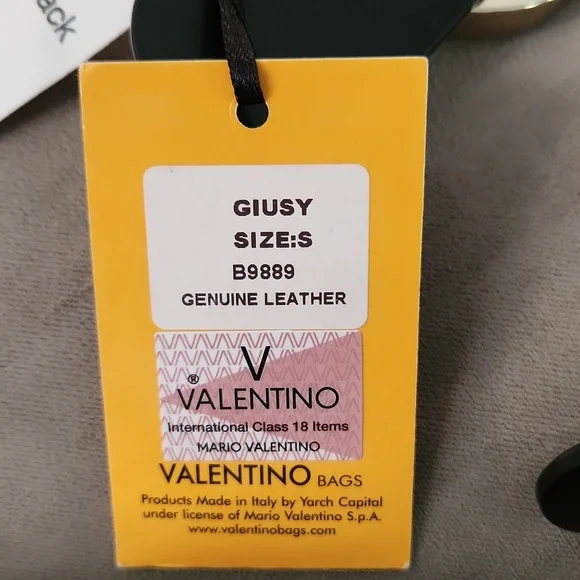 ack
GIUSY
SIZE:S
B9889
GENUINE LEATHER
V
® VALENTINO
International Class 18 Items
MARIO VALENTINO
VALENTINO BAGS
Products Made in Italy by Yarch Capital
under license of Mario Valentino S.p.A.
www.valentinobags.com